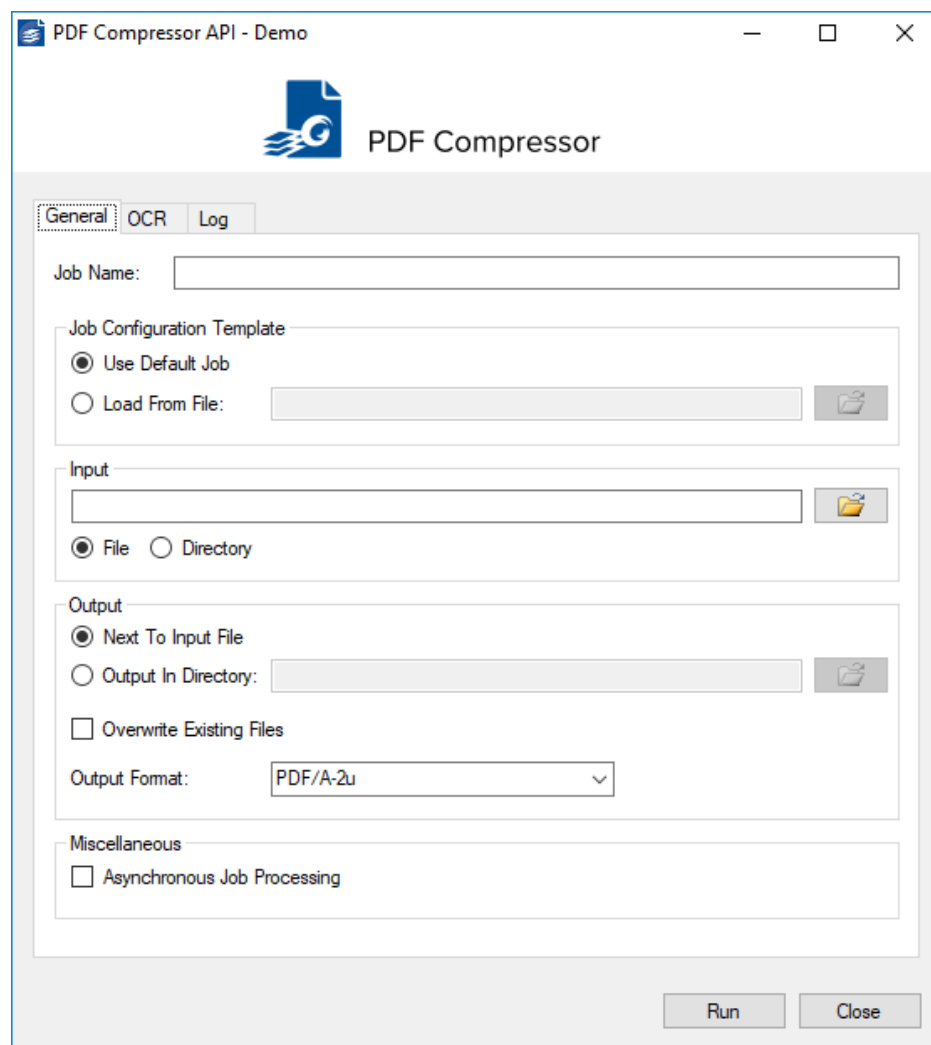 PDF Compressor API - Demo
PDF Compressor
General OCR Log
Job Name:
Job Configuration Template
Use Default Job
Load From File:
Input
File Directory
Output
Next To Input File
Output In Directory:
Overwrite Existing Files
Output Format: PDF/A-2u
Miscellaneous
Asynchronous Job Processing
Run Close